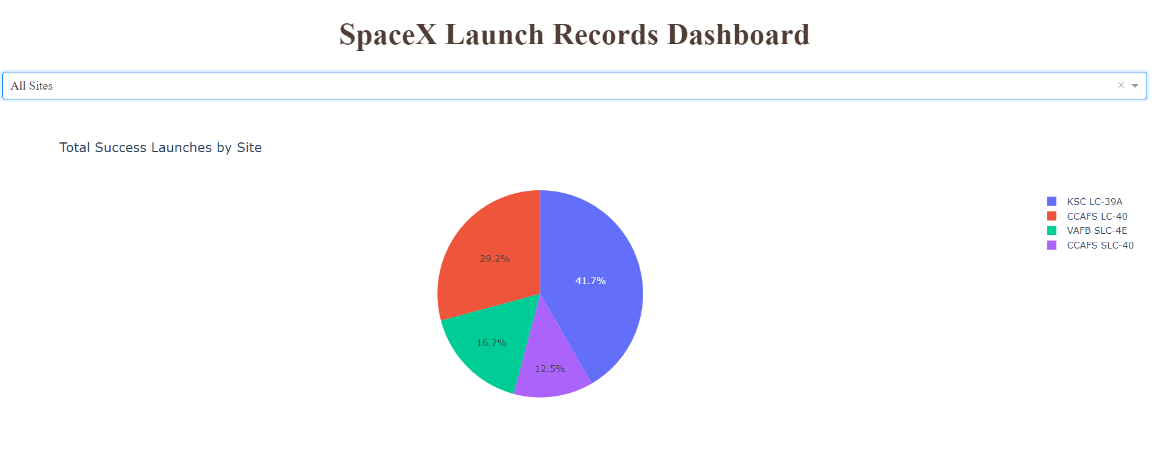 SpaceX Launch Records Dashboard
All Sites
Total Success Launches by Site
KSC LC-39A
CCAFS LC-40
VAFB SLC-4E
CCAFS SLC-40
29.2%
41.7%
16.7%
12.5%